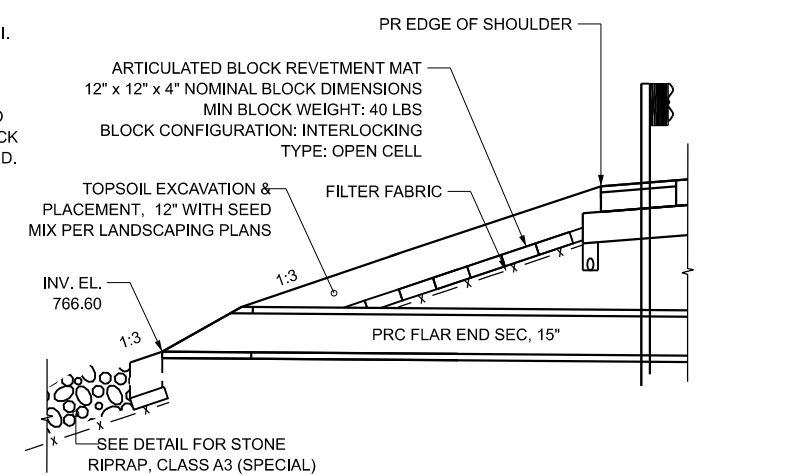 I.
CK
D.
PR EDGE OF SHOULDER
ARTICULATED BLOCK REVETMENT MAT
12" x 12" x 4" NOMINAL BLOCK DIMENSIONS
MIN BLOCK WEIGHT: 40 LBS
BLOCK CONFIGURATION: INTERLOCKING
TYPE: OPEN CELL
TOPSOIL EXCAVATION &
PLACEMENT, 12" WITH SEED
MIX PER LANDSCAPING PLANS
FILTER FABRIC
1:3
INV. EL.
766.60
1:3
PRC FLAR END SEC, 15"
SEE DETAIL FOR STONE
RIPRAP, CLASS A3 (SPECIAL)